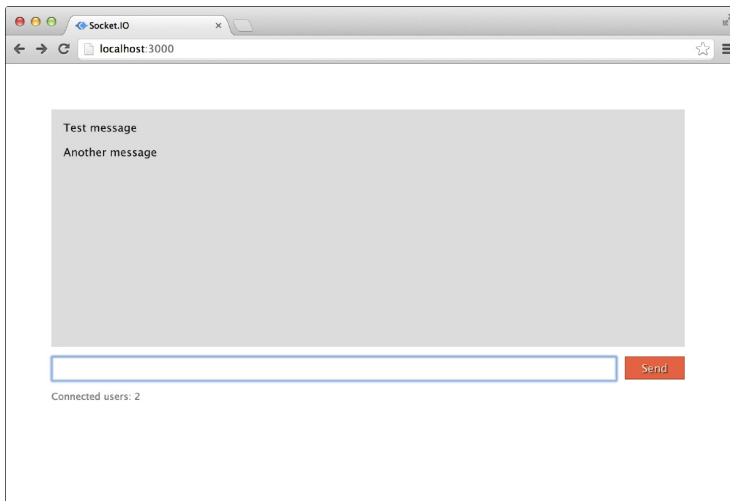 Socket.IO
localhost:3000
Test message
Another message
Send
Connected users: 2